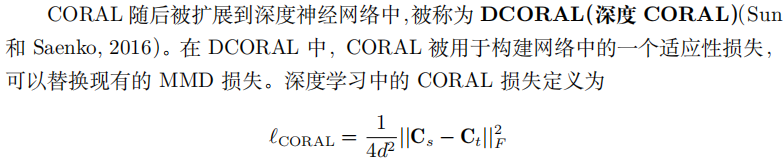 CORAL 随后被扩展到深度神经网络中,被称为 DCORAL(深度 CORAL)(Sun
和 Saenko, 2016)。在 DCORAL 中, CORAL 被用于构建网络中的一个适应性损失,
可以替换现有的 MMD 损失。深度学习中的 CORAL 损失定义为
ℓ_CORAL = \frac{1}{4d^2} ||C_s − C_t||_F^2